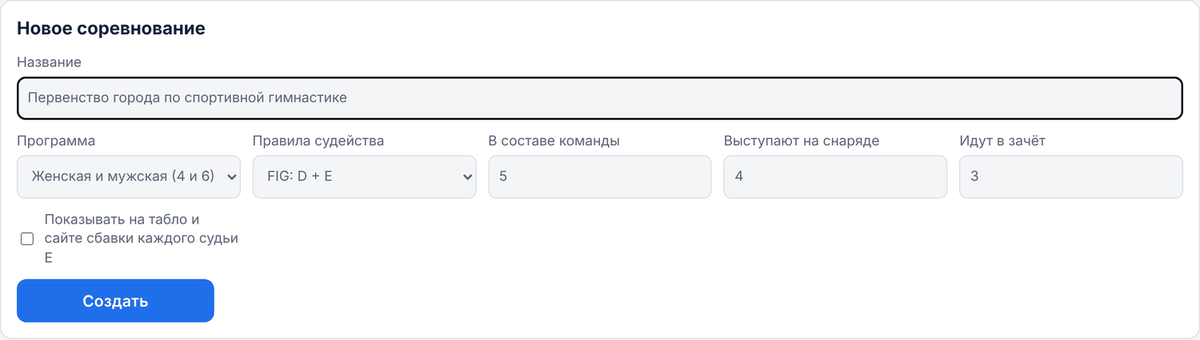 Новое соревнование
Название
Первенство города по спортивной гимнастике
Программа Правила судейства В составе команды Выступают на снаряде Идут в зачёт
Женская и мужская (4 и 6) FIG: D + E 5 4 3
Показывать на табло и
сайте сбавки каждого судьи
E
Создать